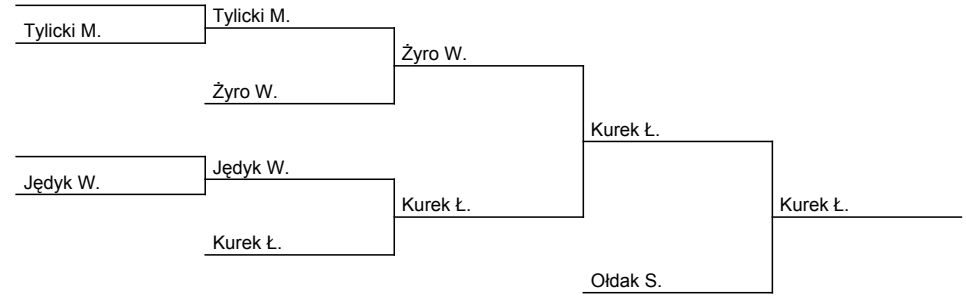 Tylicki M.
Tylicki M.
Żyro W.
Żyro W.
Kurek Ł.
Jędyk W.
Jędyk W.
Kurek Ł.
Kurek Ł.
Kurek Ł.
Ołdak S.